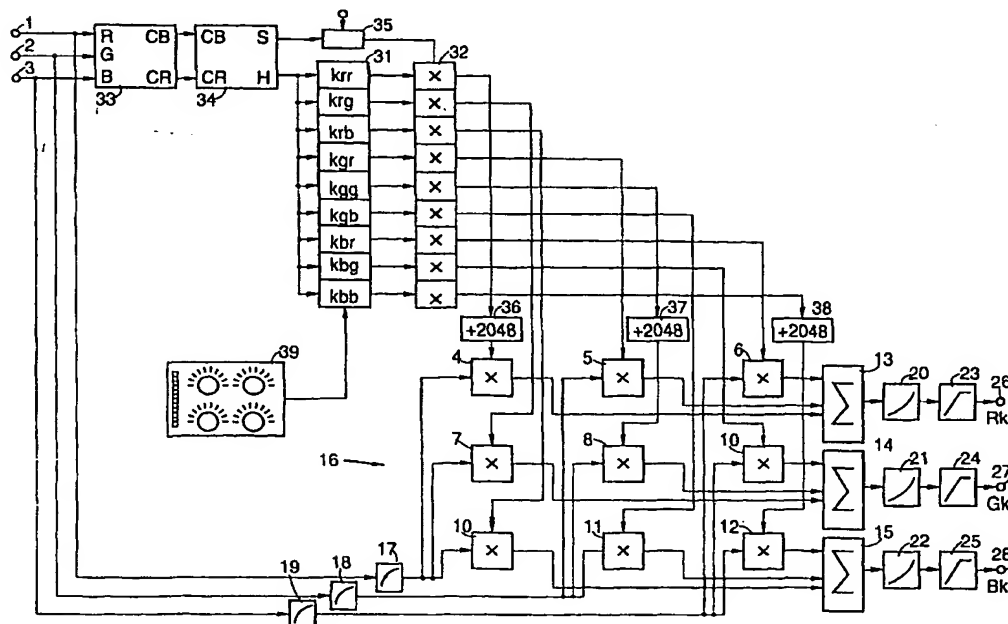 1
2
3
R CB
G
B CR
33
CB S
CR H
34
35
31
32
krr ×
krg ×
krb ×
kgr ×
kgg ×
kgb ×
kbr ×
kbg ×
kbb ×
36
+2048
37
+2048
38
+2048
39
4 ×
5 ×
6 ×
13
Σ
20
23
26
Rk
16
7 ×
8 ×
10 ×
14
Σ
21
24
27
Gk
10 ×
11 ×
12 ×
15
Σ
22
25
28
Bk
17
18
19